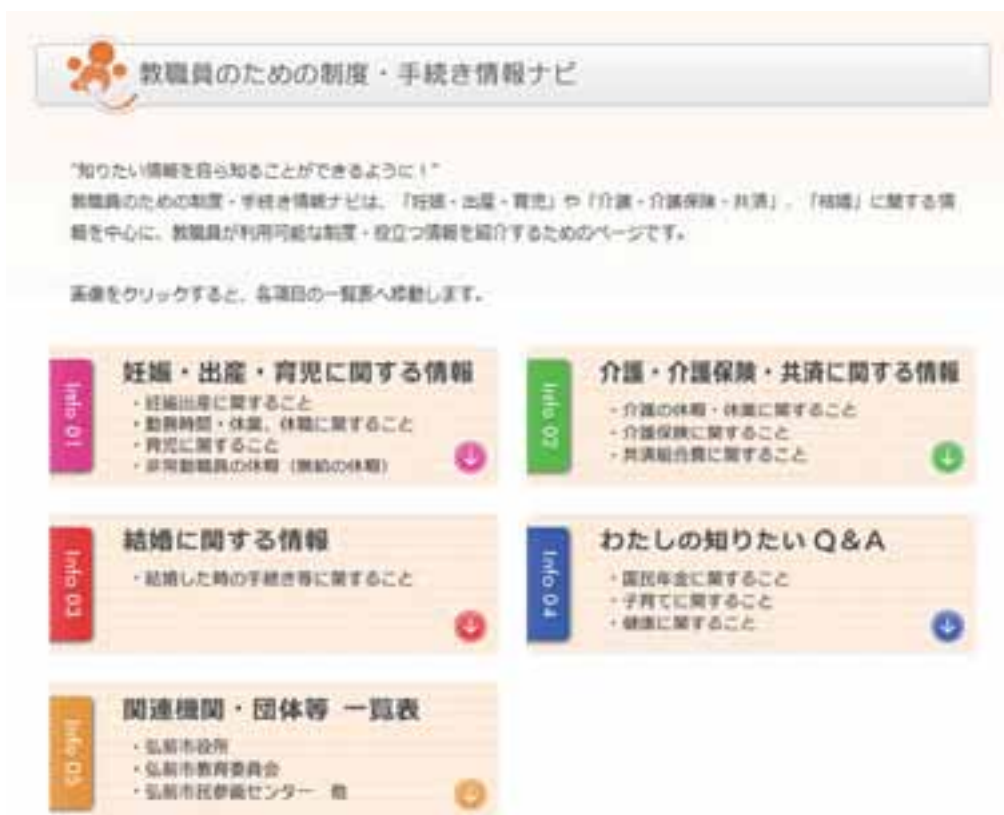 教職員のための制度・手続き情報ナビ
"知りたい情報を自ら知ることができるように！"
教職員のための制度・手続き情報ナビは、「妊娠・出産・育児」や「介護・介護保険・共済」、「結婚」に関する情
報を中心に、教職員が利用可能な制度・役立つ情報を紹介するためのページです。
画像をクリックすると、各項目の一覧表へ移動します。
Info 01
妊娠・出産・育児に関する情報
・妊娠出産に関すること
・勤務時間・休業、休職に関すること
・育児に関すること
・非常勤職員の休暇（無給の休暇）
Info 02
介護・介護保険・共済に関する情報
・介護の休暇・休業に関すること
・介護保険に関すること
・共済組合費に関すること
Info 03
結婚に関する情報
・結婚した時の手続き等に関すること
Info 04
わたしの知りたい Q＆A
・国民年金に関すること
・子育てに関すること
・健康に関すること
Info 05
関連機関・団体等 一覧表
・弘前市役所
・弘前市教育委員会
・弘前市民参画センター 他